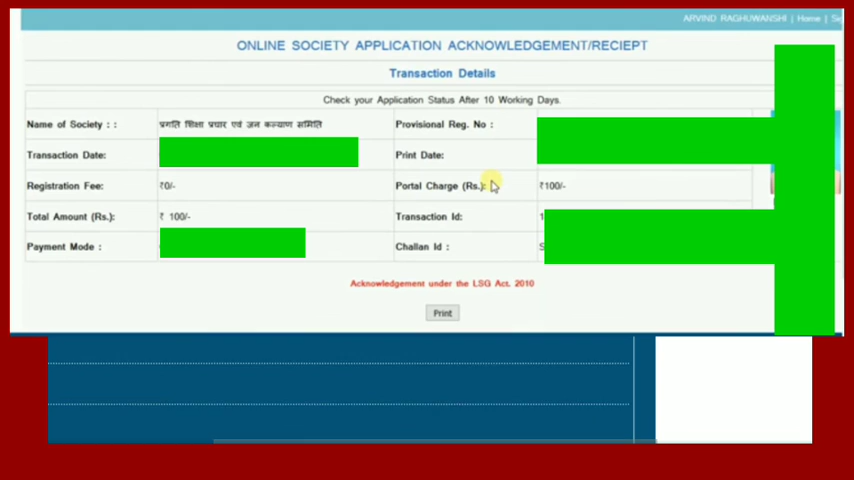 ARVIND RAGHUWANSHI | Home |
ONLINE SOCIETY APPLICATION ACKNOWLEDGEMENT/RECIEPT
Transaction Details
Check your Application Status After 10 Working Days.
Name of Society : : प्रगति शिक्षा प्रचार एवं जन कल्याण समिति Provisional Reg. No :
Transaction Date: Print Date:
Registration Fee: ₹0/- Portal Charge (Rs.): ₹100/-
Total Amount (Rs.): ₹ 100/- Transaction Id: 1
Payment Mode : Challan Id : S
Acknowledgement under the LSG Act. 2010
Print